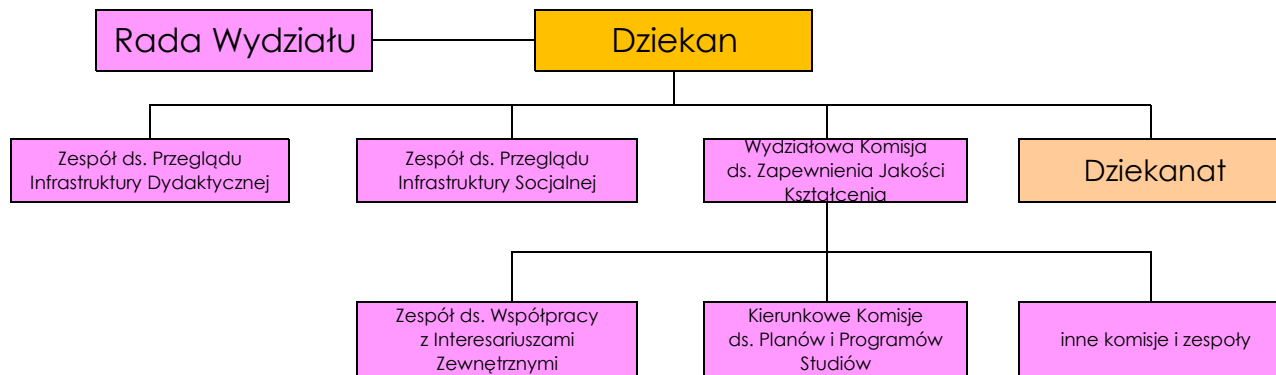 Rada Wydziału
Dziekan
Zespół ds. Przeglądu
Infrastruktury Dydaktycznej
Zespół ds. Przeglądu
Infrastruktury Socjalnej
Wydziałowa Komisja
ds. Zapewnienia Jakości
Kształcenia
Dziekanat
Zespół ds. Współpracy
z Interesariuszami
Zewnętrznymi
Kierunkowe Komisje
ds. Planów i Programów
Studiów
inne komisje i zespoły